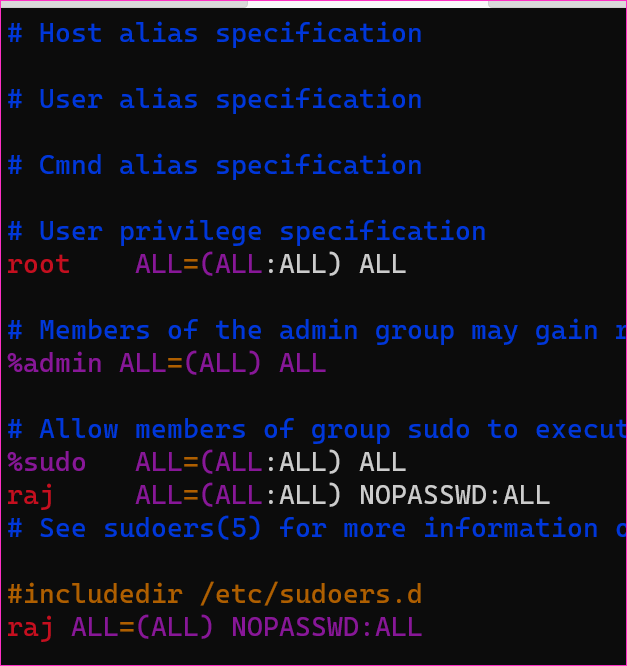 # Host alias specification
# User alias specification
# Cmnd alias specification
# User privilege specification
root    ALL=(ALL:ALL) ALL
# Members of the admin group may gain
%admin ALL=(ALL) ALL
# Allow members of group sudo to
%sudo   ALL=(ALL:ALL) ALL
raj     ALL=(ALL:ALL) NOPASSWD:ALL
# See sudoers(5) for more information
#includedir /etc/sudoers.d
raj ALL=(ALL) NOPASSWD:ALL